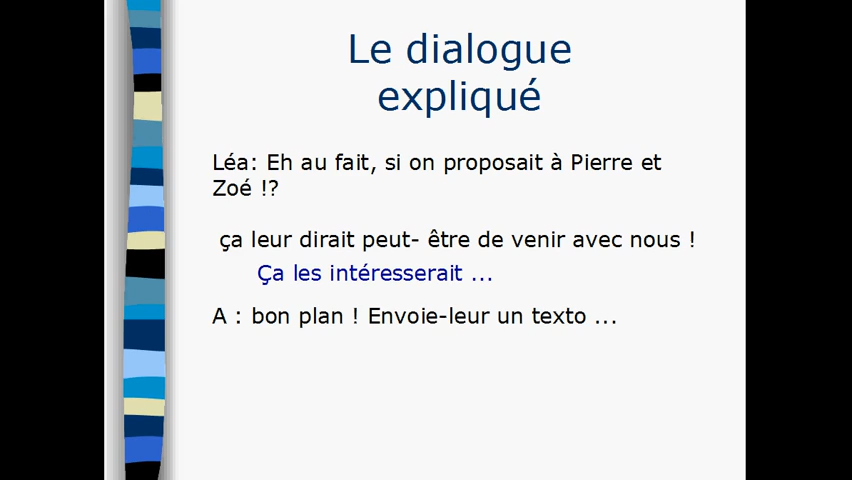 Le dialogue
expliqué
Léa: Eh au fait, si on proposait à Pierre et
Zoé !?
ça leur dirait peut- être de venir avec nous !
Ça les intéresserait ...
A : bon plan ! Envoie-leur un texto ...